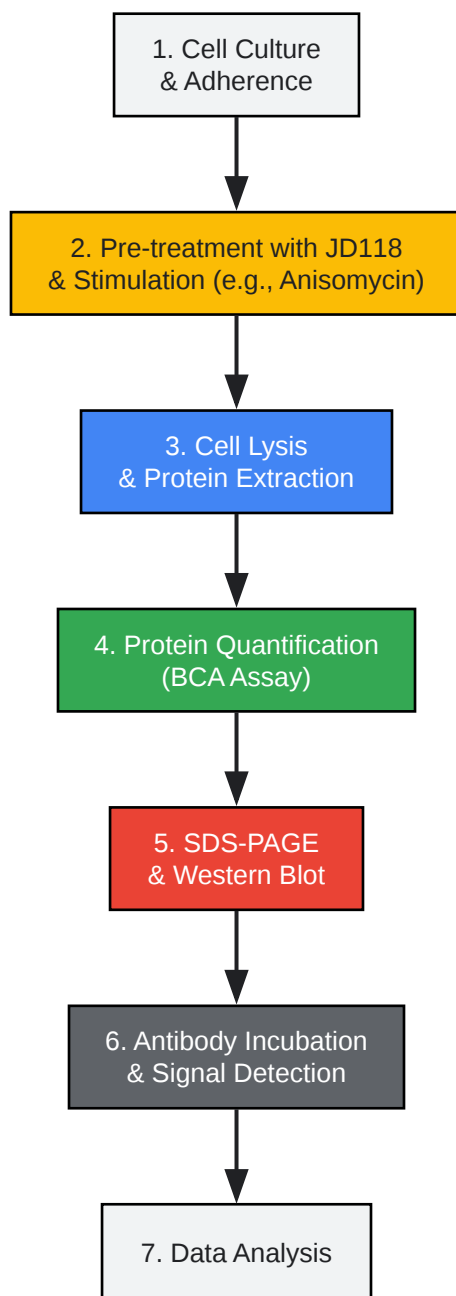 1. Cell Culture
& Adherence
2. Pre-treatment with JD118
& Stimulation (e.g., Anisomycin)
3. Cell Lysis
& Protein Extraction
4. Protein Quantification
(BCA Assay)
5. SDS-PAGE
& Western Blot
6. Antibody Incubation
& Signal Detection
7. Data Analysis